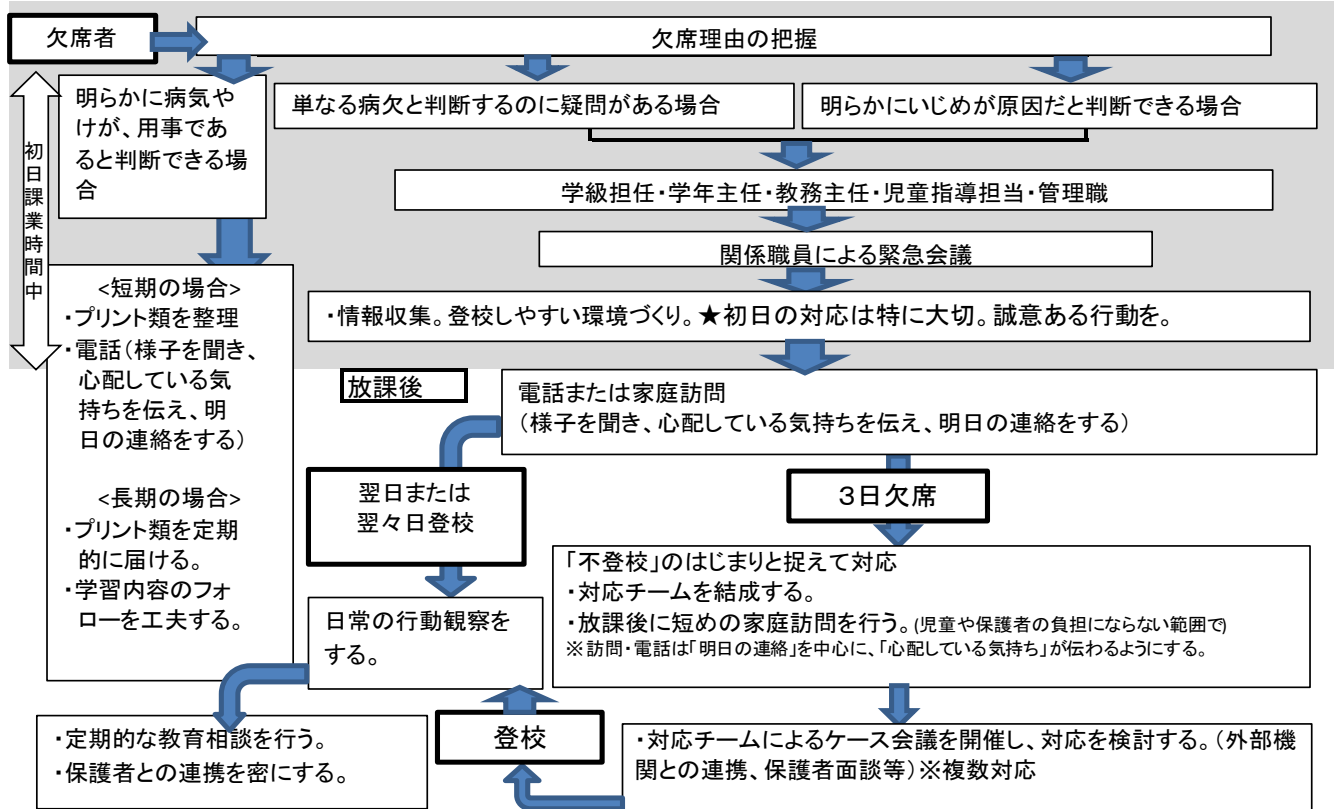 欠席者
欠席理由の把握
初日課業時間中
明らかに病気や
けが、用事であ
ると判断できる場
合
単なる病欠と判断するのに疑問がある場合
明らかにいじめが原因だと判断できる場合
学級担任・学年主任・教務主任・児童指導担当・管理職
関係職員による緊急会議
・情報収集。登校しやすい環境づくり。★初日の対応は特に大切。誠意ある行動を。
<短期の場合>
・プリント類を整理
・電話(様子を聞き、
心配している気
持ちを伝え、明
日の連絡をする)
<長期の場合>
・プリント類を定期
的に届ける。
・学習内容のフォ
ローを工夫する。
放課後
電話または家庭訪問
(様子を聞き、心配している気持ちを伝え、明日の連絡をする)
翌日または
翌々日登校
3日欠席
「不登校」のはじまりと捉えて対応
・対応チームを結成する。
・放課後に短めの家庭訪問を行う。(児童や保護者の負担にならない範囲で)
※訪問・電話は「明日の連絡」を中心に、「心配している気持ち」が伝わるようにする。
日常の行動観察を
する。
・定期的な教育相談を行う。
・保護者との連携を密にする。
登校
・対応チームによるケース会議を開催し、対応を検討する。(外部機
関との連携、保護者面談等)※複数対応